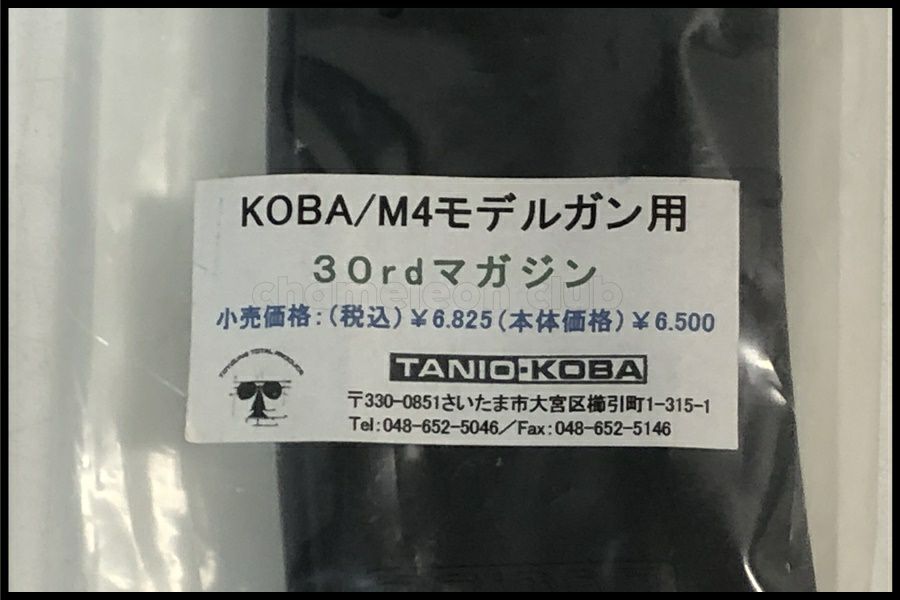 KOBA/M4モデルガン用
30rdマガジン
chameleon club
小売価格:(税込)¥6.825(本体価格)¥6.500
TANIO-KOBA
〒330-0851さいたま市大宮区櫛引町1-315-1
Tel:048-652-5046/Fax:048-652-5146